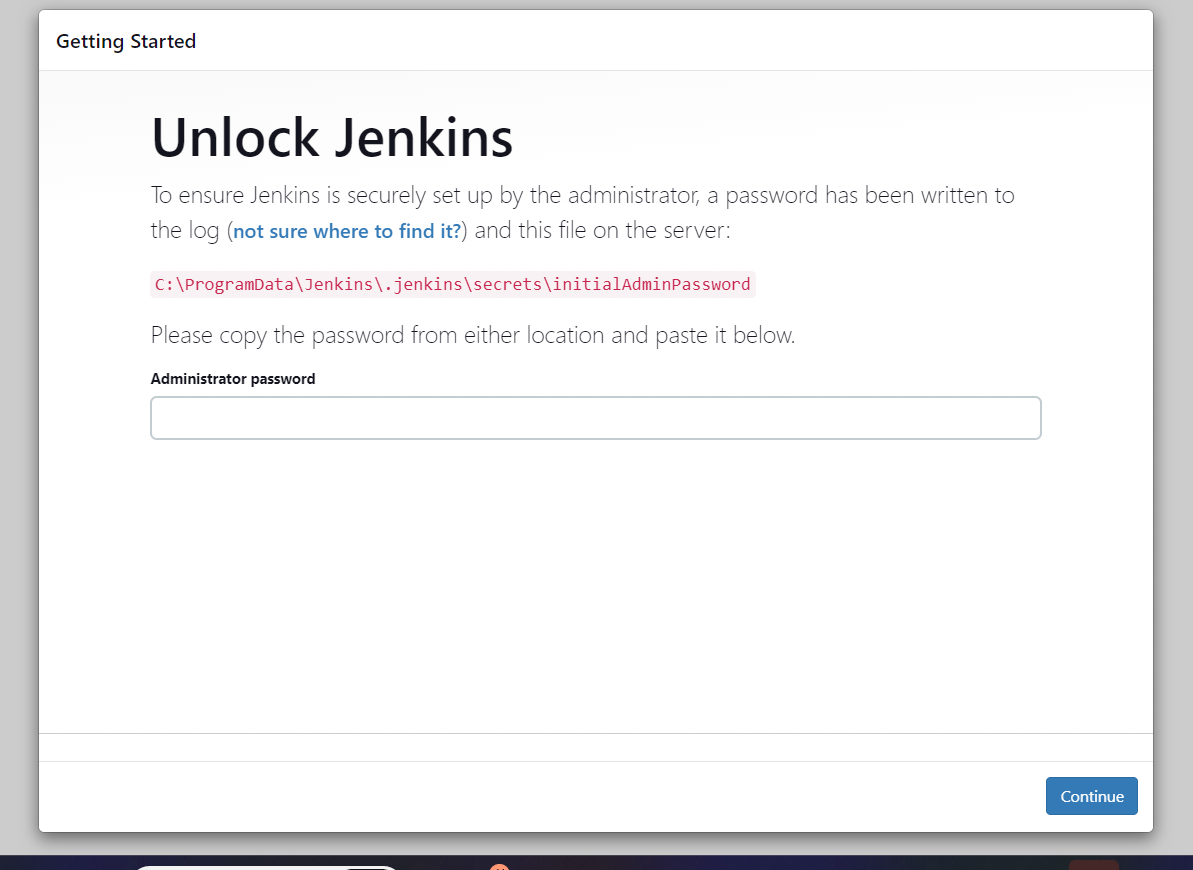 Getting Started
Unlock Jenkins
To ensure Jenkins is securely set up by the administrator, a password has been written to
the log (not sure where to find it?) and this file on the server:
C:\ProgramData\Jenkins\.jenkins\secrets\initialAdminPassword
Please copy the password from either location and paste it below.
Administrator password
Continue